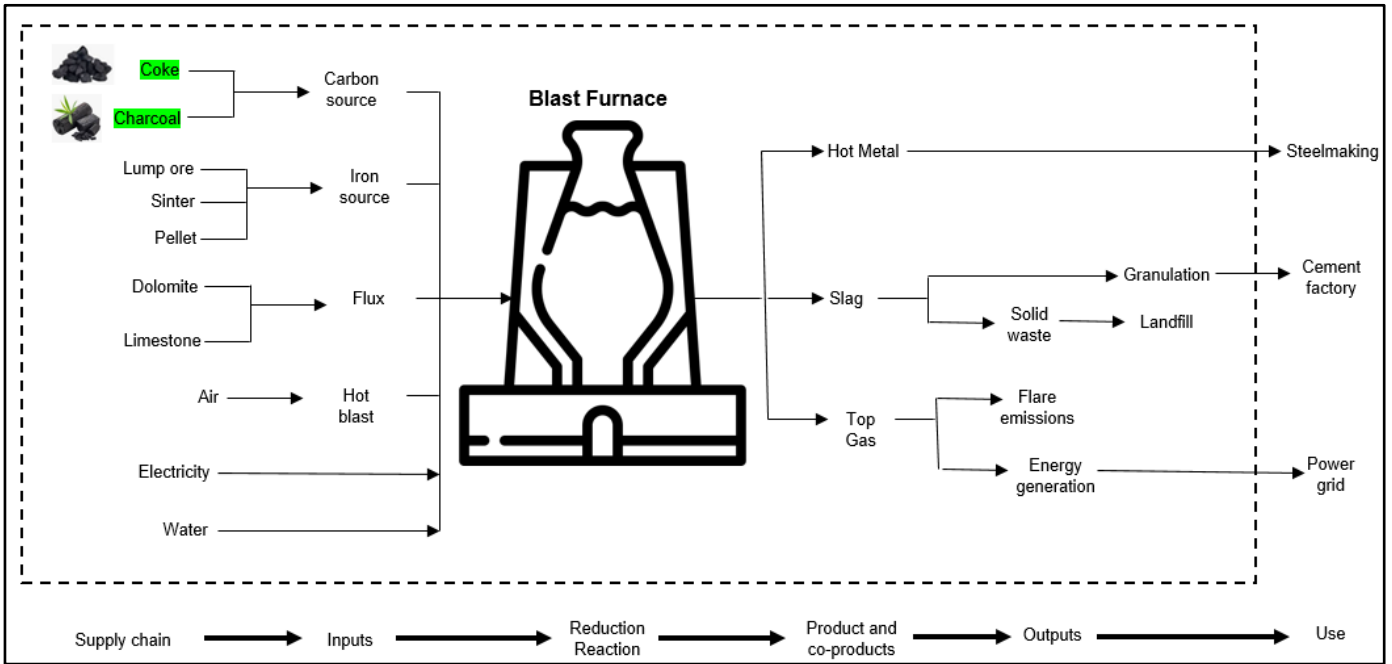 Coke
Charcoal
Carbon
source
Lump ore
Sinter
Pellet
Iron
source
Dolomite
Limestone
Flux
Air
Hot
blast
Electricity
Water
Blast Furnace
Hot Metal
Steelmaking
Slag
Granulation
Cement
factory
Solid
waste
Landfill
Top
Gas
Flare
emissions
Energy
generation
Power
grid
Supply chain
Inputs
Reduction
Reaction
Product and
co-products
Outputs
Use